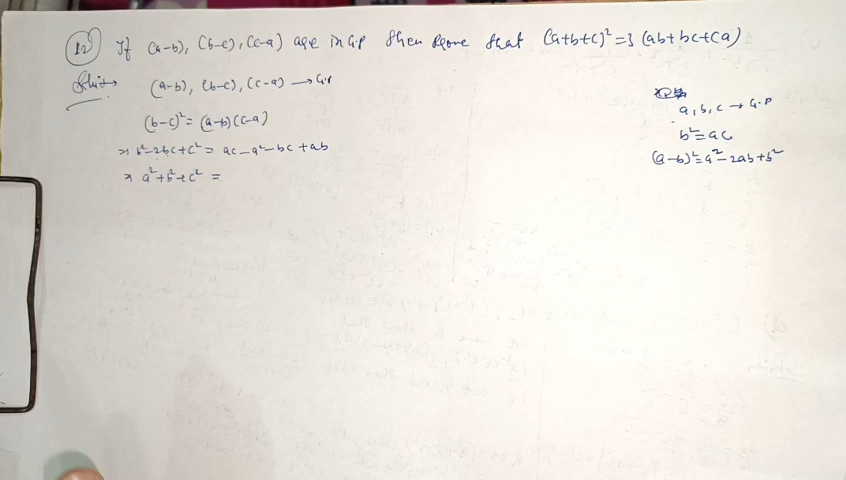 12) If (a-b), (b-c), (c-a) are in G.P then prove that (a+b+c)² = 3 (ab+bc+ca)
Soln:→ (a-b), (b-c), (c-a) → G.P
(b-c)² = (a-b)(c-a)
⇒ b²-2bc+c² = ac-a²-bc+ab
⇒ a²+b²+c² =
a, b, c → G.P
b² = ac
(a-b)² = a²-2ab+b²